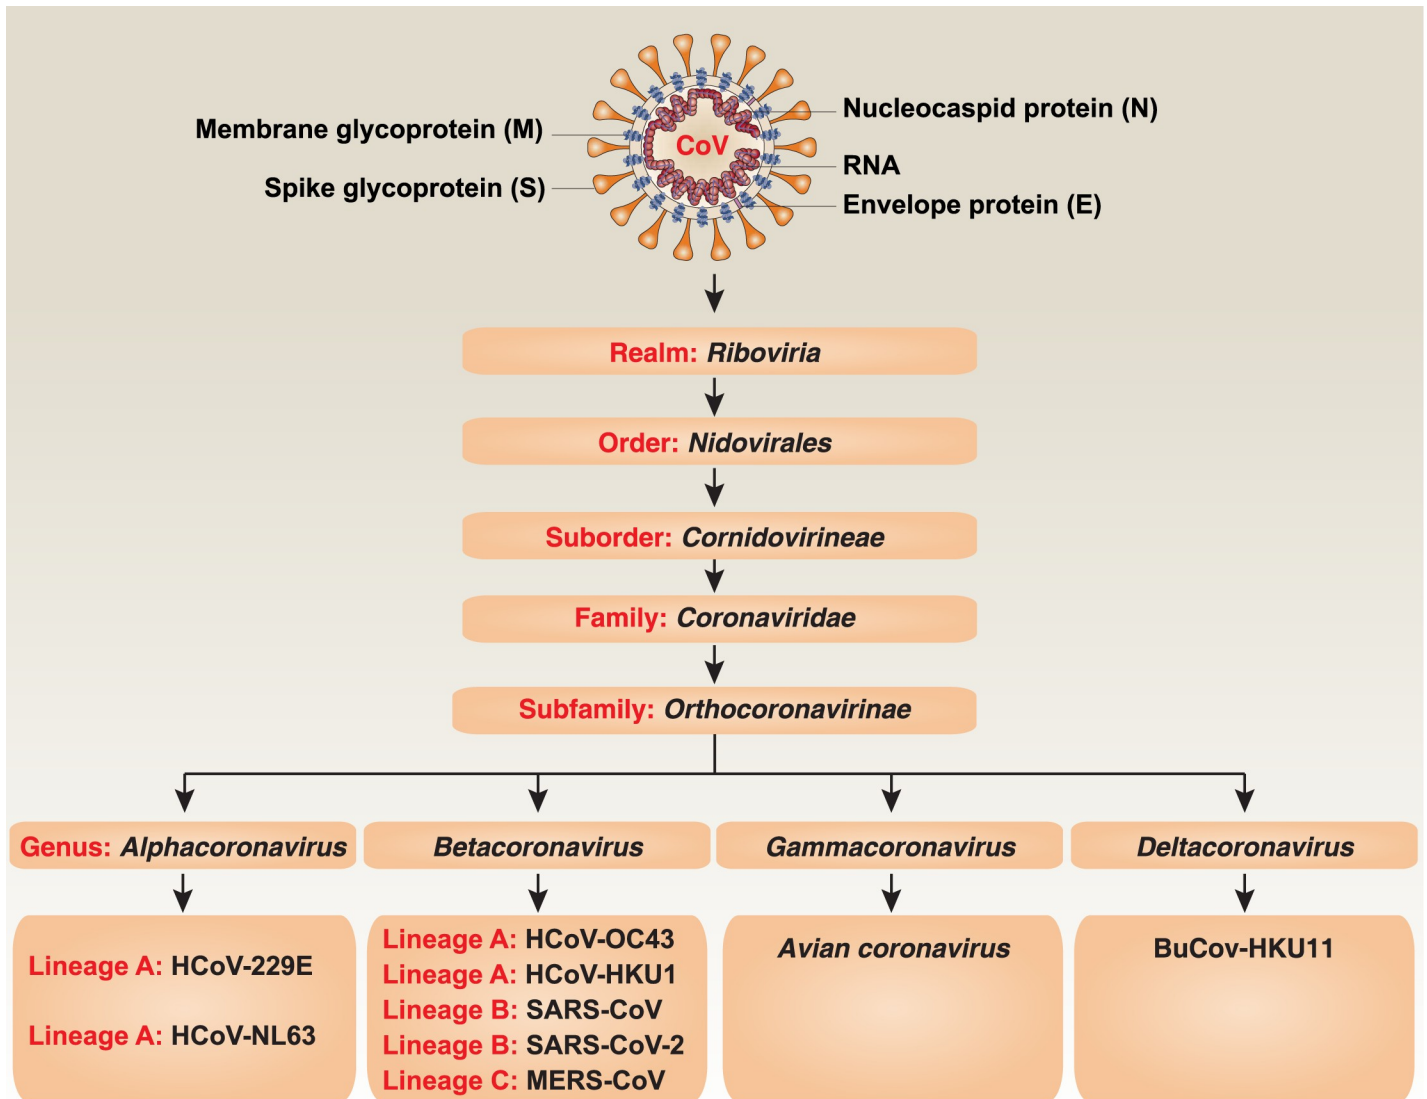 Membrane glycoprotein (M)
Spike glycoprotein (S)
CoV
Nucleocaspid protein (N)
RNA
Envelope protein (E)
Realm: Riboviria
Order: Nidovirales
Suborder: Cornidovirineae
Family: Coronaviridae
Subfamily: Orthocoronavirinae
Genus: Alphacoronavirus
Betacoronavirus
Gammacoronavirus
Deltacoronavirus
Lineage A: HCoV-229E
Lineage A: HCoV-NL63
Lineage A: HCoV-OC43
Lineage A: HCoV-HKU1
Lineage B: SARS-CoV
Lineage B: SARS-CoV-2
Lineage C: MERS-CoV
Avian coronavirus
BuCov-HKU11